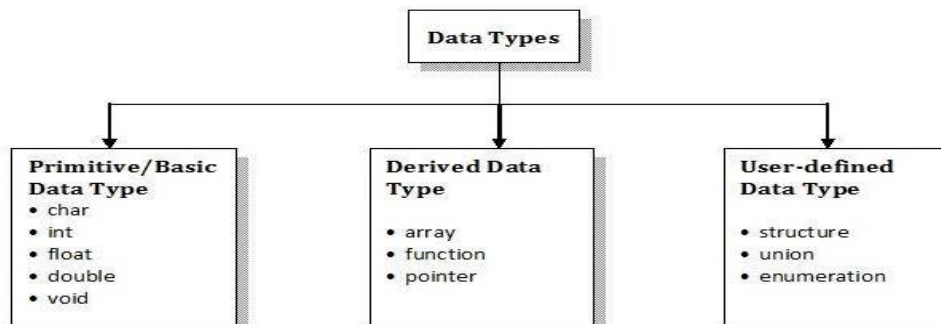 Data Types
Primitive/Basic
Data Type
• char
• int
• float
• double
• void
Derived Data
Type
• array
• function
• pointer
User-defined
Data Type
• structure
• union
• enumeration